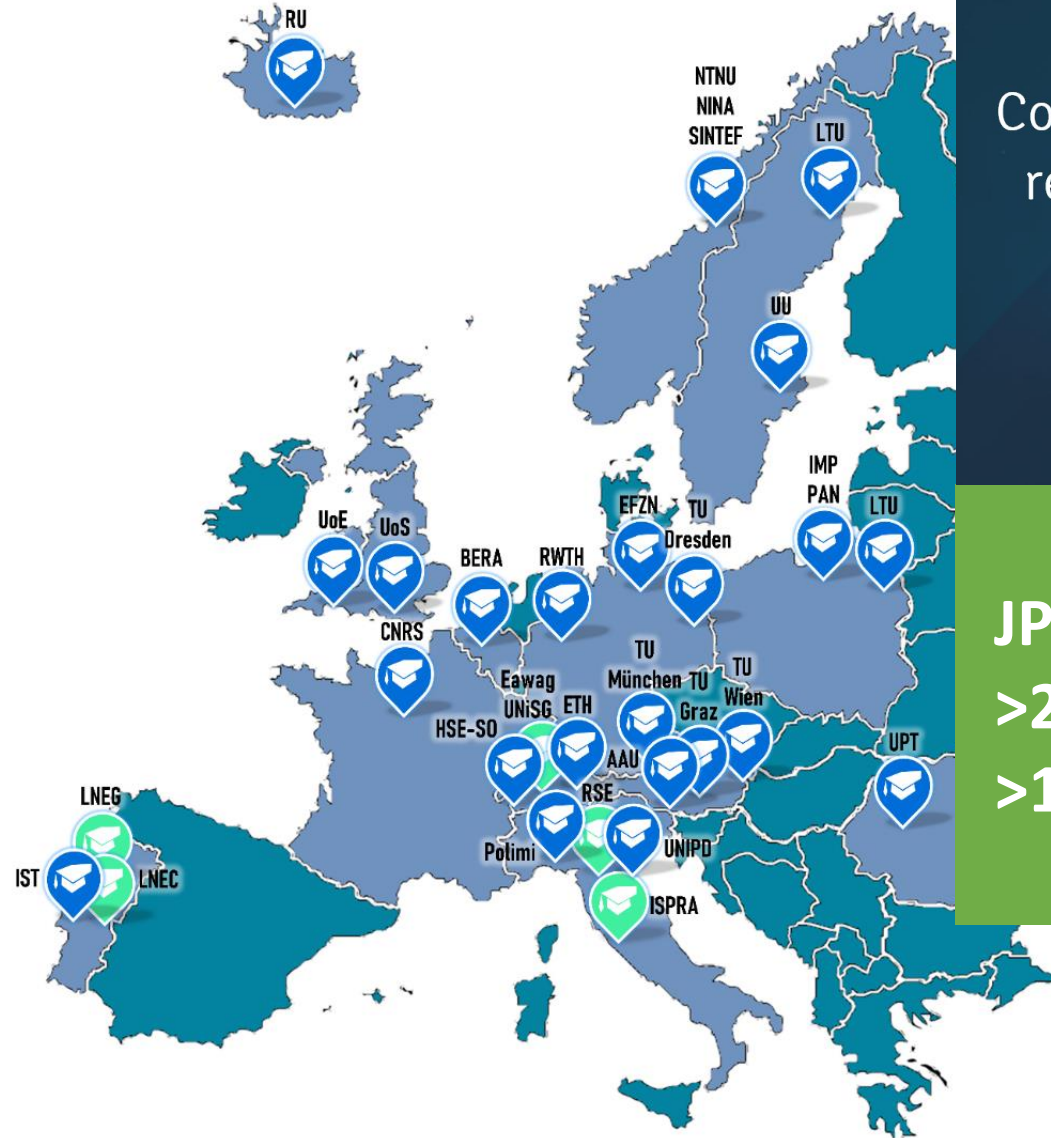 RU
NTNU
NINA
SINTEF
LTU
UU
IMP
PAN
LTU
EFZN
TU
Dresden
UoE
UoS
BERA
RWTH
CNRS
Eawag
UNiSG
ETH
HSE-SO
TU
München
TU
Graz
TU
Wien
AAU
UPT
RSE
Polimi
UNIPD
ISPRA
LNEG
IST
LNEC
Co
re
JP
>2
>1